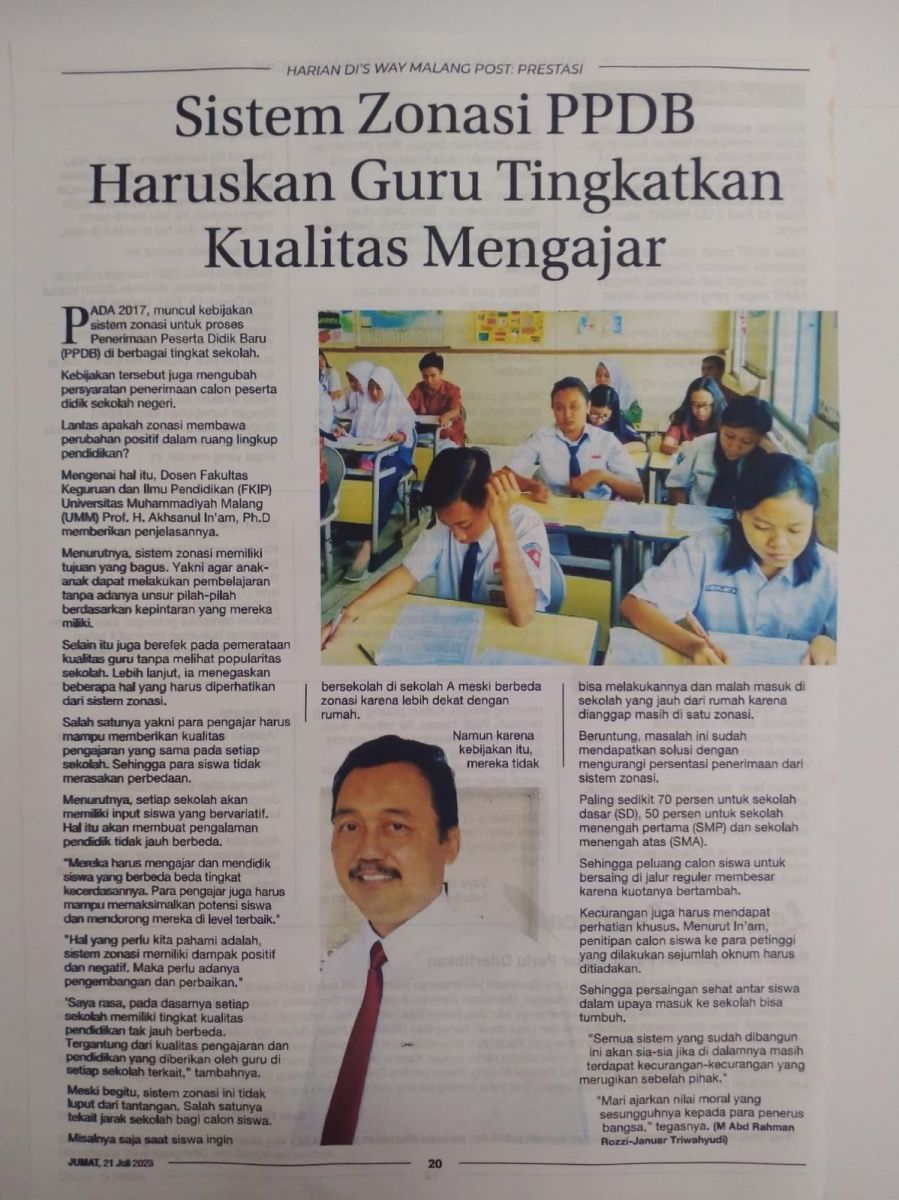 HARIAN DI'S WAY MALANG POST: PRESTASI
Sistem Zonasi PPDB
Haruskan Guru Tingkatkan
Kualitas Mengajar
PADA 2017, muncul kebijakan
sistem zonasi untuk proses
Penerimaan Peserta Didik Baru
(PPDB) di berbagai tingkat sekolah.
Kebijakan tersebut juga mengubah
persyaratan penerimaan calon peserta
didik sekolah negeri.
Lantas apakah zonasi membawa
perubahan positif dalam ruang lingkup
pendidikan?
Mengenai hal itu, Dosen Fakultas
Keguruan dan Ilmu Pendidikan (FKIP)
Universitas Muhammadiyah Malang
(UMM) Prof. H. Akhsanul In'am, Ph.D
memberikan penjelasannya.
Menurutnya, sistem zonasi memiliki
tujuan yang bagus. Yakni agar anak-
anak dapat melakukan pembelajaran
tanpa adanya unsur pilah-pilah
berdasarkan kepintaran yang mereka
miliki.
Selain itu juga berefek pada pemerataan
kualitas guru tanpa melihat popularitas
sekolah. Lebih lanjut, ia menegaskan
beberapa hal yang harus diperhatikan
dari sistem zonasi.
Salah satunya yakni para pengajar harus
mampu memberikan kualitas
pengajaran yang sama pada setiap
sekolah. Sehingga para siswa tidak
merasakan perbedaan.
Menurutnya, setiap sekolah akan
memiliki input siswa yang bervariatif.
Hal itu akan membuat pengalaman
pendidik tidak jauh berbeda.
"Mereka harus mengajar dan mendidik
siswa yang berbeda beda tingkat
kecerdasannya. Para pengajar juga harus
mampu memaksimalkan potensi siswa
dan mendorong mereka di level terbaik."
"Hal yang perlu kita pahami adalah,
sistem zonasi memiliki dampak positif
dan negatif. Maka perlu adanya
pengembangan dan perbaikan."
'Saya rasa, pada dasarnya setiap
sekolah memiliki tingkat kualitas
pendidikan tak jauh berbeda.
Tergantung dari kualitas pengajaran dan
pendidikan yang diberikan oleh guru di
setiap sekolah terkait," tambahnya.
Meski begitu, sistem zonasi ini tidak
luput dari tantangan. Salah satunya
tekait jarak sekolah bagi calon siswa.
Misalnya saja saat siswa ingin
bersekolah di sekolah A meski berbeda
zonasi karena lebih dekat dengan
rumah.
Namun karena
kebijakan itu,
mereka tidak
bisa melakukannya dan malah masuk di
sekolah yang jauh dari rumah karena
dianggap masih di satu zonasi.
Beruntung, masalah ini sudah
mendapatkan solusi dengan
mengurangi persentasi penerimaan dari
sistem zonasi.
Paling sedikit 70 persen untuk sekolah
dasar (SD), 50 persen untuk sekolah
menengah pertama (SMP) dan sekolah
menengah atas (SMA).
Sehingga peluang calon siswa untuk
bersaing di jalur reguler membesar
karena kuotanya bertambah.
Kecurangan juga harus mendapat
perhatian khusus. Menurut In'am,
penitipan calon siswa ke para petinggi
yang dilakukan sejumlah oknum harus
ditiadakan.
Sehingga persaingan sehat antar siswa
dalam upaya masuk ke sekolah bisa
tumbuh.
"Semua sistem yang sudah dibangun
ini akan sia-sia jika di dalamnya masih
terdapat kecurangan-kecurangan yang
merugikan sebelah pihak."
"Mari ajarkan nilai moral yang
sesungguhnya kepada para penerus
bangsa," tegasnya. (M Abd Rahman
Rozzi-Januar Triwahyudi)
JUMAT, 21 Juli 2023
20